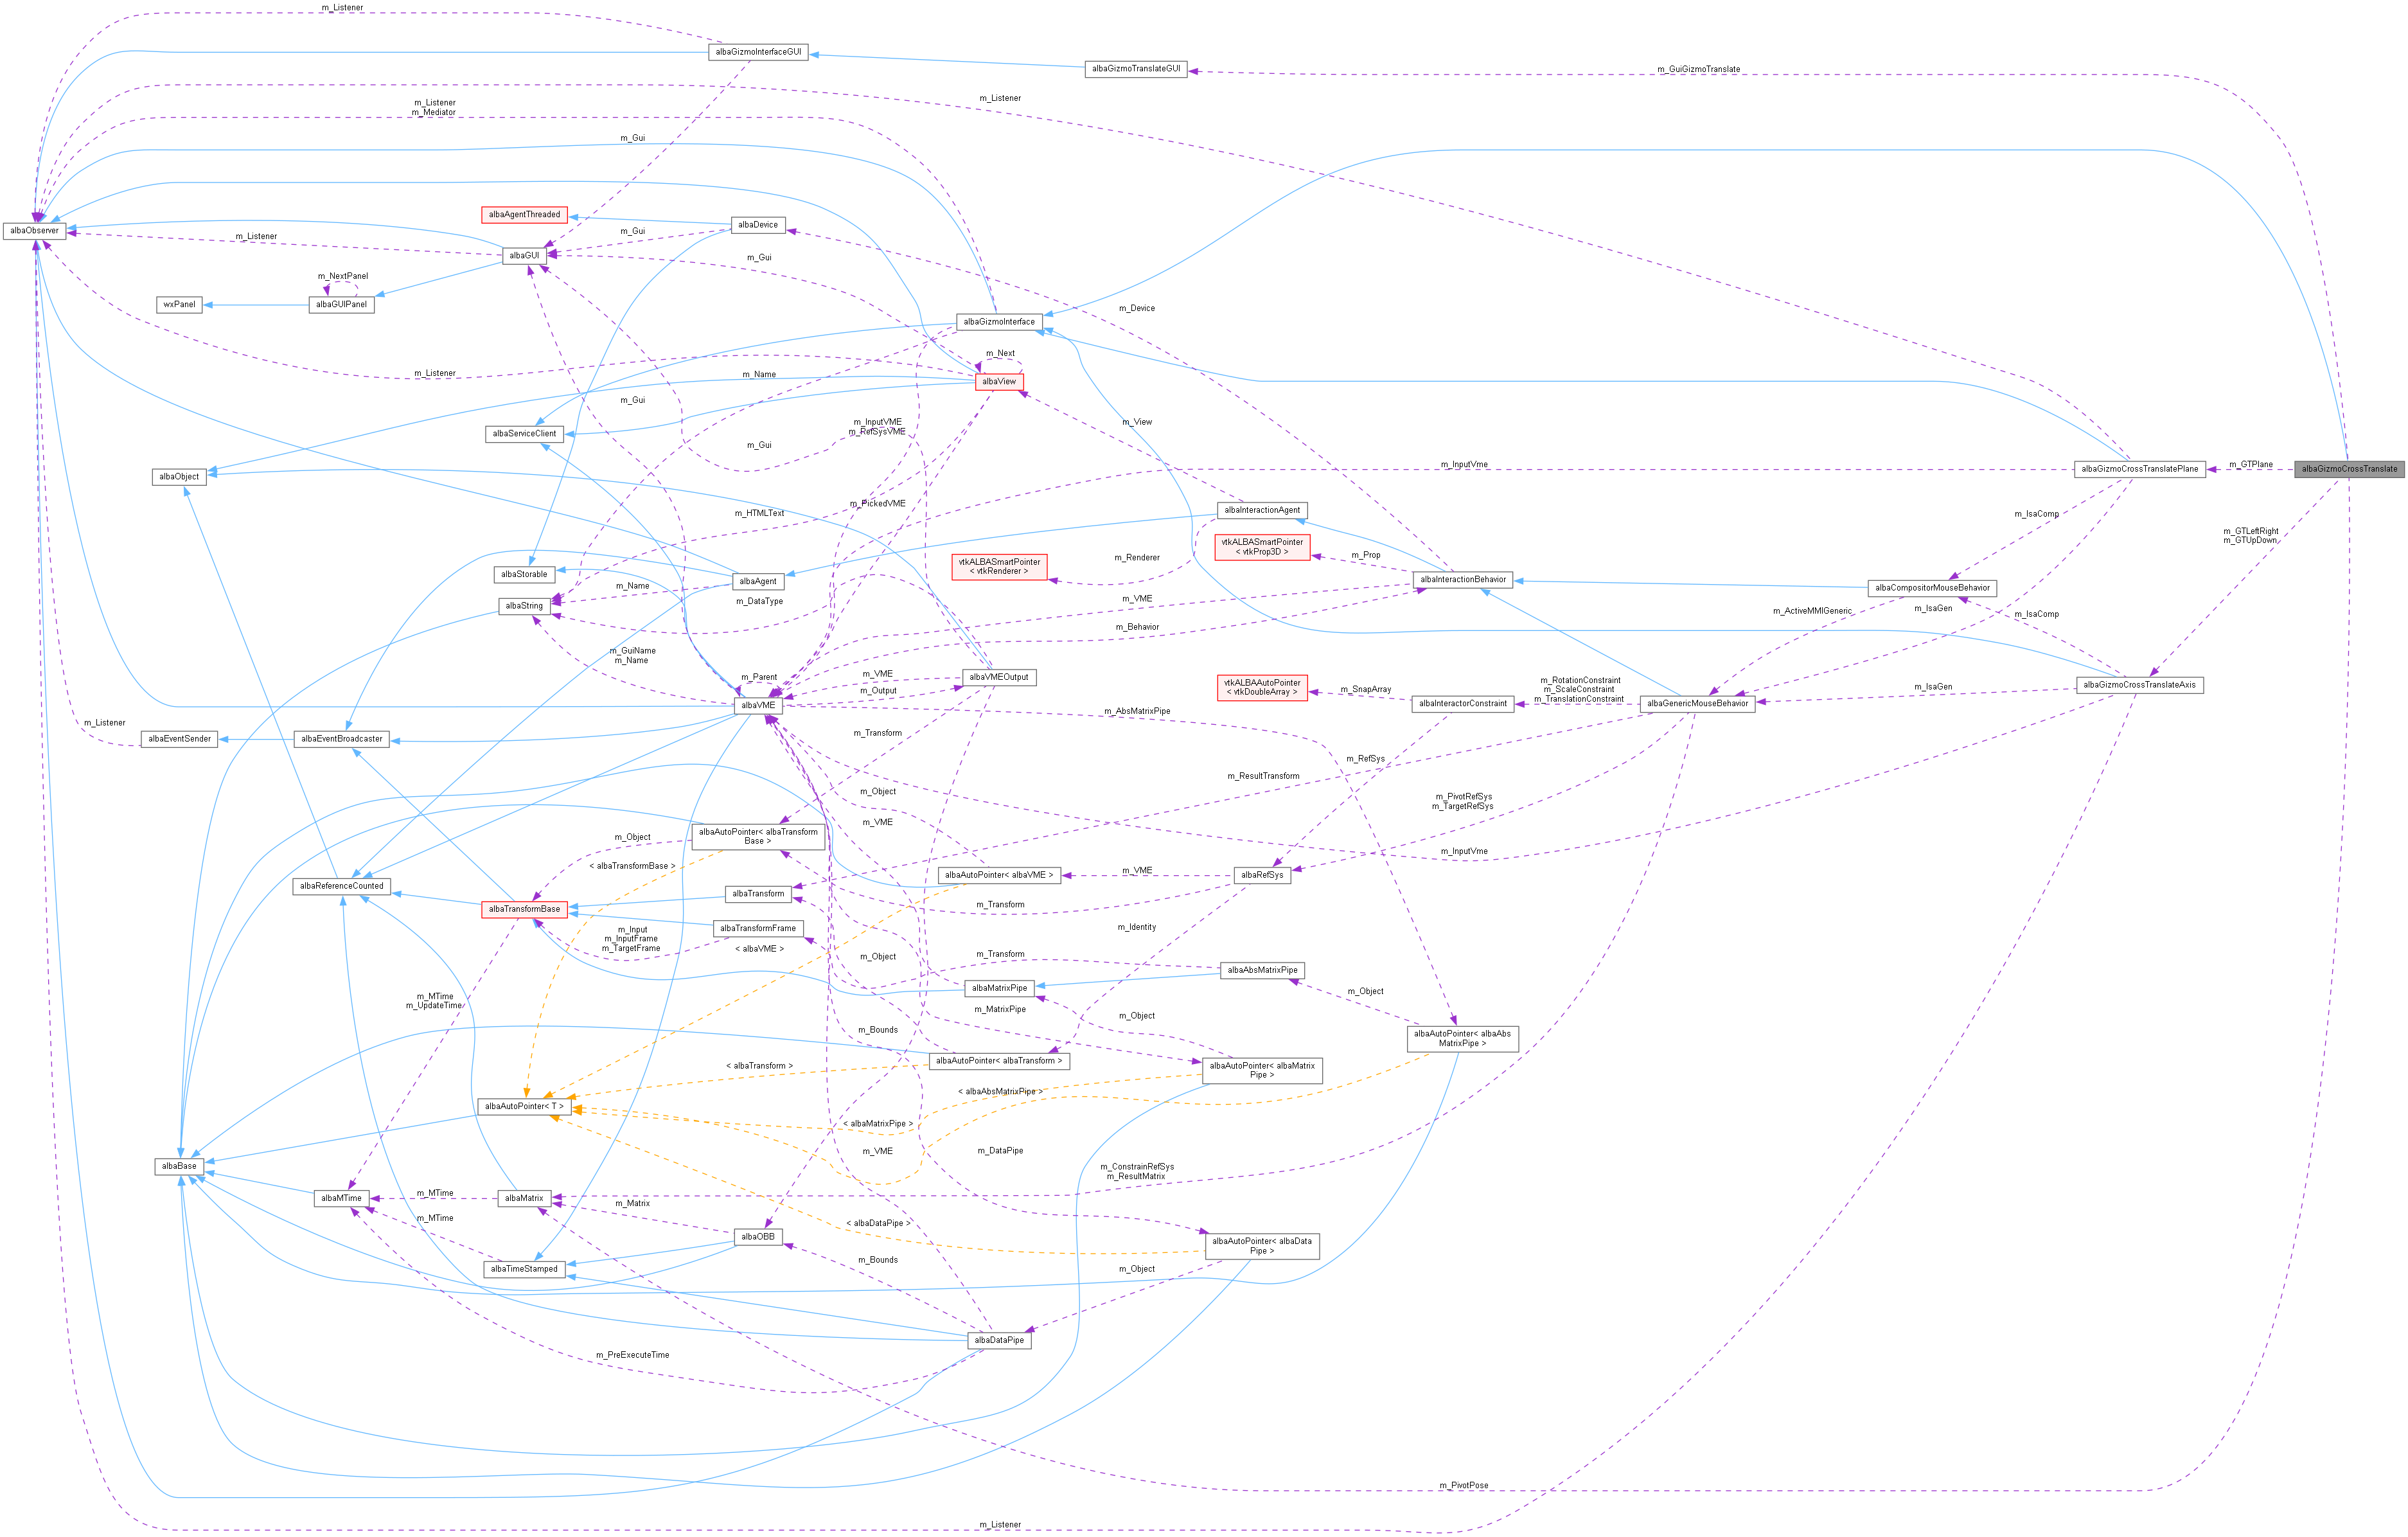 m_Listener
albaGizmoInterfaceGUI
albaGizmoTranslateGUI
m_GuiGizmoTranslate
m_Listener
m_Mediator
m_Listener
m_Gui
albaAgentThreaded
albaDevice
albaObserver
m_Listener
m_Gui
albaGUI
m_Gui
m_NextPanel
wxPanel
albaGUIPanel
m_Device
albaGizmoInterface
m_Next
m_Listener
m_Name
albaView
m_Gui
m_InputVME
m_RefSysVME
m_View
albaServiceClient
m_Gui
m_InputVme
albaGizmoCrossTranslatePlane
m_GTPlane
albaGizmoCrossTranslate
albaObject
m_PickedVME
m_HTMLText
albaInteractionAgent
m_IsaComp
m_GTLeftRight
m_GTUpDown
vtkALBASmartPointer
< vtkProp3D >
m_Renderer
m_Prop
vtkALBASmartPointer
< vtkRenderer >
albaStorable
albaAgent
m_Name
albaInteractionBehavior
albaCompositorMouseBehavior
albaString
m_DataType
m_VME
m_ActiveMMIGeneric
m_IsaGen
m_IsaComp
m_Behavior
m_GuiName
m_Name
m_Parent
m_VME
albaVMEOutput
m_Output
vtkALBAAutoPointer
< vtkDoubleArray >
m_SnapArray
m_RotationConstraint
m_ScaleConstraint
m_TranslationConstraint
m_IsaGen
albaGizmoCrossTranslateAxis
albaVME
albaInteractorConstraint
albaGenericMouseBehavior
m_AbsMatrixPipe
m_Listener
albaEventSender
albaEventBroadcaster
m_Transform
m_RefSys
m_ResultTransform
m_Object
m_PivotRefSys
m_TargetRefSys
m_VME
albaAutoPointer< albaTransform
Base >
m_Object
m_InputVme
< albaTransformBase >
m_VME
albaReferenceCounted
albaAutoPointer< albaVME >
albaRefSys
albaTransform
m_Transform
albaTransformBase
albaTransformFrame
m_Input
m_InputFrame
m_TargetFrame
m_Identity
< albaVME >
m_Object
m_Transform
albaAbsMatrixPipe
albaMatrixPipe
m_Object
m_MTime
m_UpdateTime
m_MatrixPipe
m_Object
m_Bounds
albaAutoPointer< albaAbs
MatrixPipe >
albaAutoPointer< albaTransform >
< albaTransform >
albaAutoPointer< albaMatrix
Pipe >
< albaAbsMatrixPipe >
albaAutoPointer< T >
< albaMatrixPipe >
m_VME
m_DataPipe
albaBase
m_ConstrainRefSys
m_ResultMatrix
albaMTime
m_MTime
albaMatrix
m_Matrix
m_MTime
< albaDataPipe >
albaOBB
albaAutoPointer< albaData
Pipe >
albaTimeStamped
m_Bounds
m_Object
albaDataPipe
m_PreExecuteTime
m_PivotPose
m_Listener